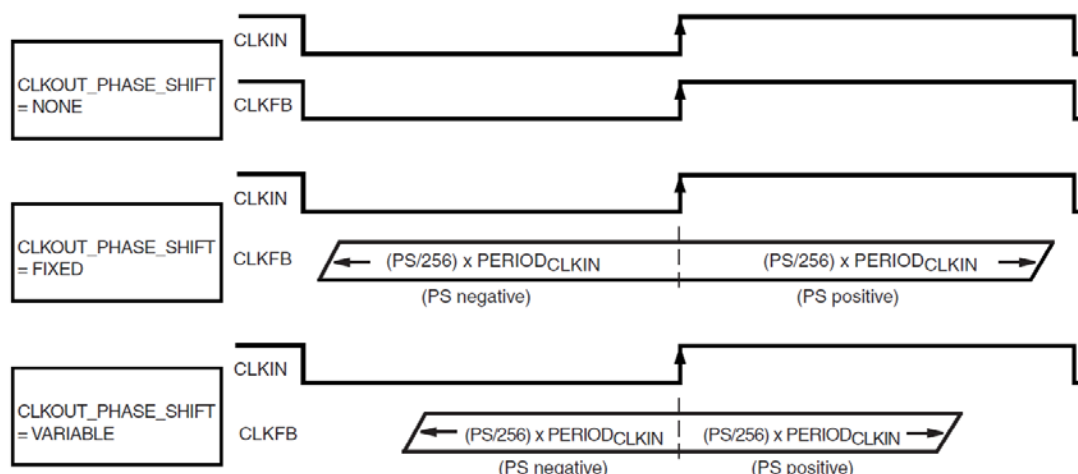 CLKIN
CLKOUT_PHASE_SHIFT
= NONE
CLKFB
CLKIN
CLKOUT_PHASE_SHIFT
= FIXED
CLKFB
(PS/256) x PERIODCLKIN
(PS/256) x PERIODCLKIN
(PS negative)
(PS positive)
CLKIN
CLKOUT_PHASE_SHIFT
= VARIABLE
CLKFB
(PS/256) x PERIODCLKIN
(PS/256) x PERIODCLKIN
(PS negative)
(PS positive)